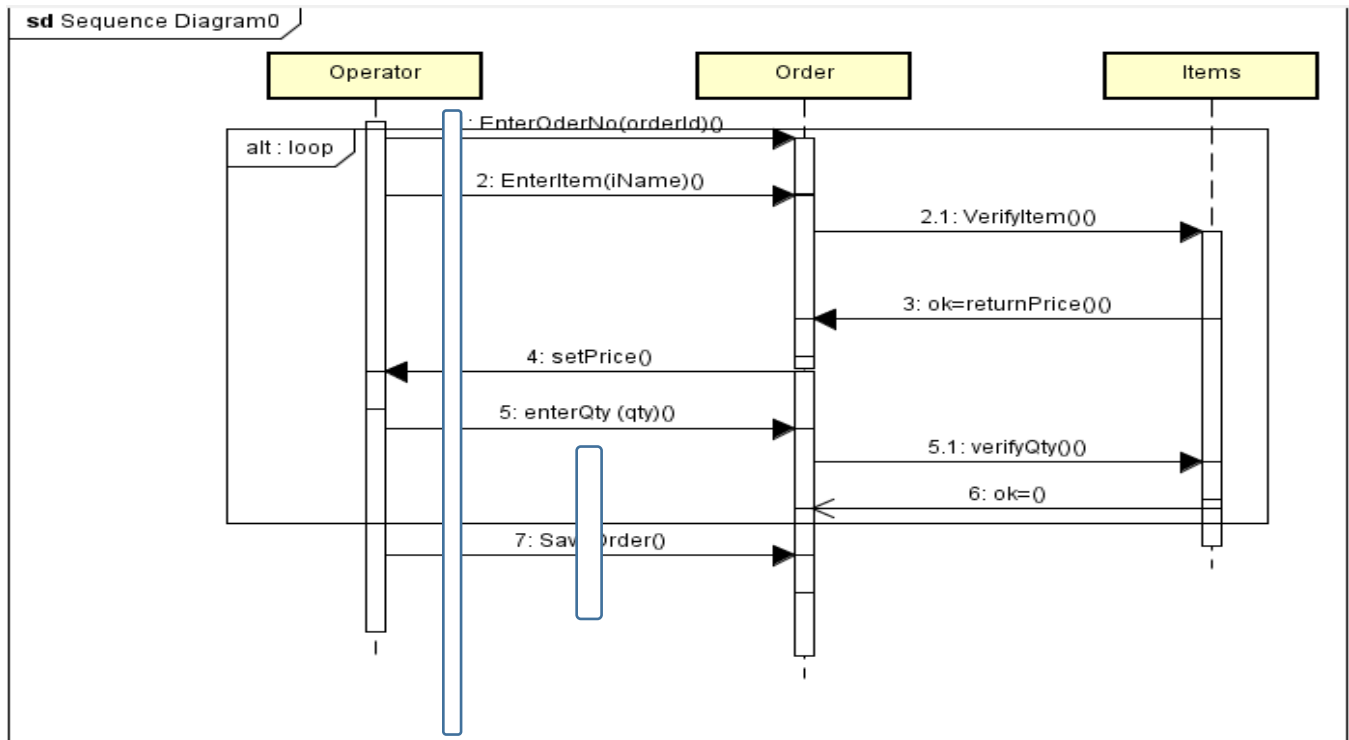 sd Sequence Diagram0
Operator
Order
Items
: EnterOderNo(orderId)()
alt : loop
2: EnterItem(iName)()
2.1: VerifyItem()()
3: ok=returnPrice()()
4: setPrice()
5: enterQty (qty)()
5.1: verifyQty()()
6: ok=()
7: Sav Order()